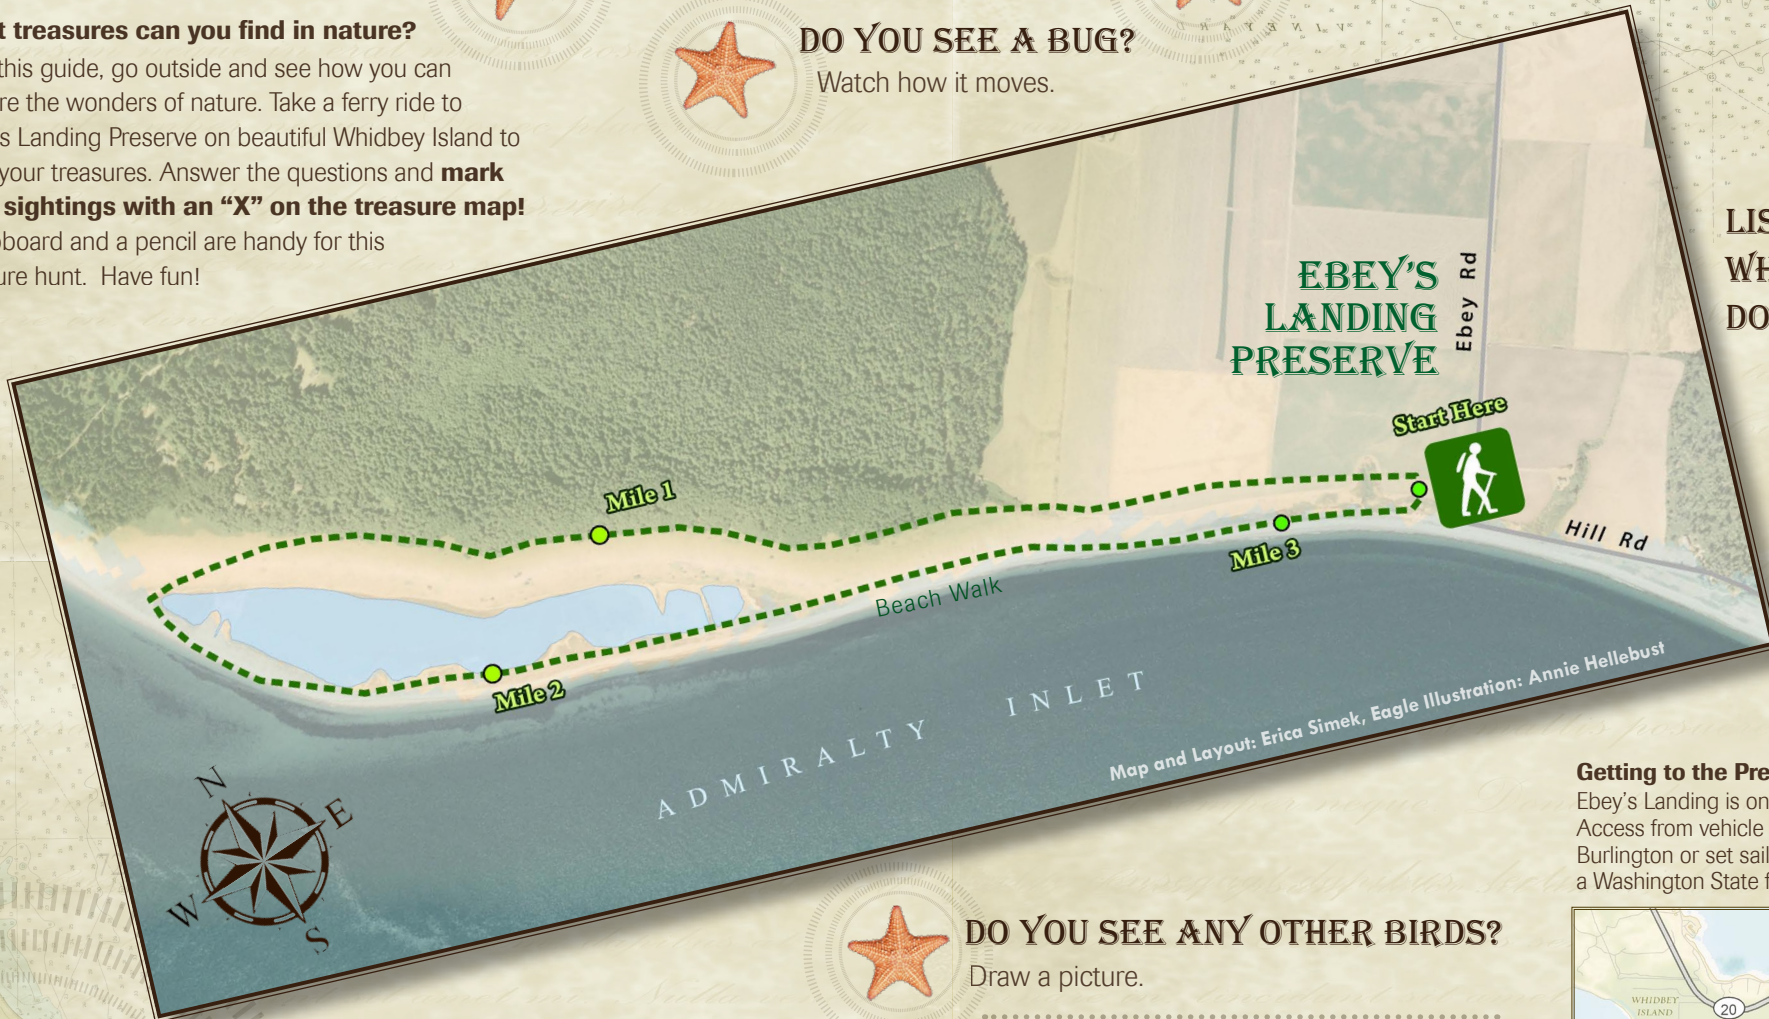 t treasures can you find in nature?
this guide, go outside and see how you can
re the wonders of nature. Take a ferry ride to
s Landing Preserve on beautiful Whidbey Island to
your treasures. Answer the questions and mark
sightings with an “X” on the treasure map!
board and a pencil are handy for this
ure hunt. Have fun!
DO YOU SEE A BUG?
Watch how it moves.
LIS
WH
DO
EBEY'S
LANDING
PRESERVE
Ebey Rd
Start Here
Hill Rd
Mile 1
Mile 3
Beach Walk
Mile 2
ADMIRALTY INLET
Map and Layout: Erica Simek, Eagle Illustration: Annie Hellebust
N
E
W
S
DO YOU SEE ANY OTHER BIRDS?
Draw a picture.
Getting to the Pre
Ebey’s Landing is on
Access from vehicle
Burlington or set sail
a Washington State f
WHIDBEY
ISLAND
20